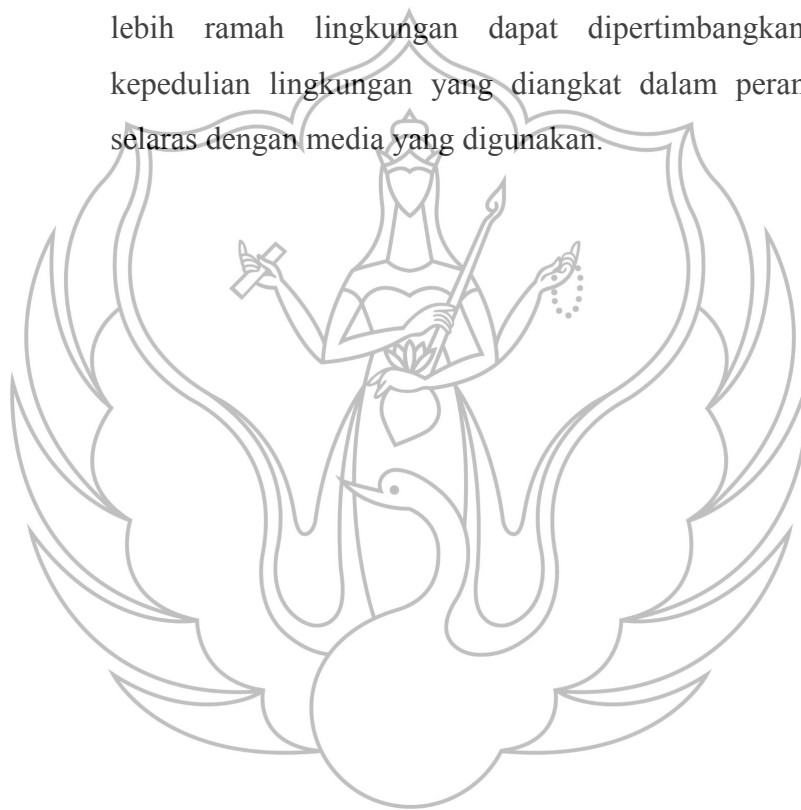 lebih ramah lingkungan dapat dipertimbangkan
kepedulian lingkungan yang diangkat dalam peran
selaras dengan media yang digunakan.